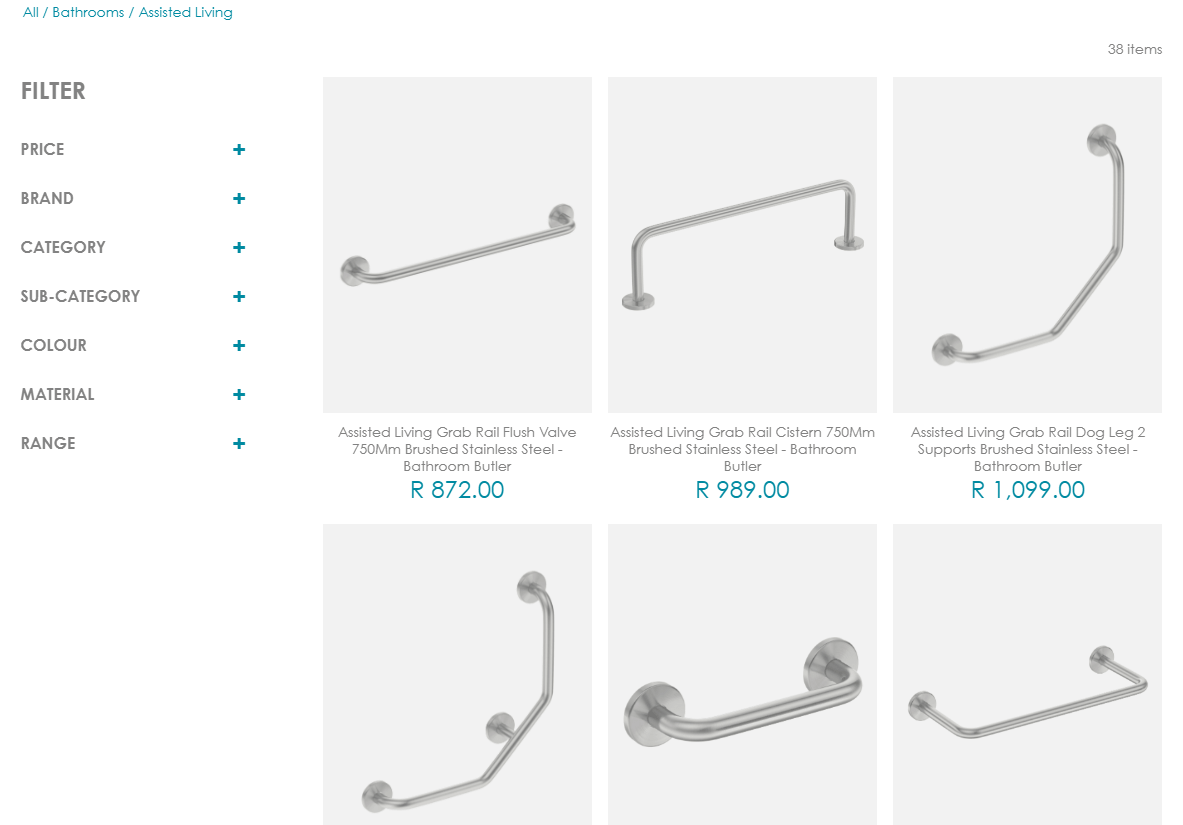 All / Bathrooms / Assisted Living
38 items
FILTER
PRICE +
BRAND +
CATEGORY +
SUB-CATEGORY +
COLOUR +
MATERIAL +
RANGE +
Assisted Living Grab Rail Flush Valve
750Mm Brushed Stainless Steel -
Bathroom Butler
R 872.00
Assisted Living Grab Rail Cistern 750Mm
Brushed Stainless Steel - Bathroom
Butler
R 989.00
Assisted Living Grab Rail Dog Leg 2
Supports Brushed Stainless Steel -
Bathroom Butler
R 1,099.00